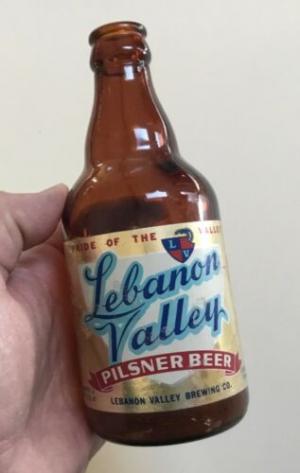 PRIDE OF THE VALLEY
L V
Lebanon
Valley
PILSNER BEER
LEBANON VALLEY BREWING CO.